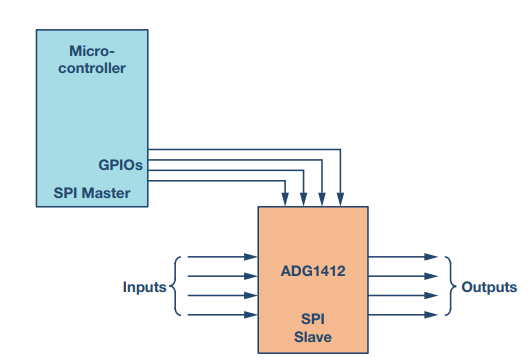 Micro-
controller
GPIOs
SPI Master
ADG1412
Inputs
Outputs
SPI
Slave